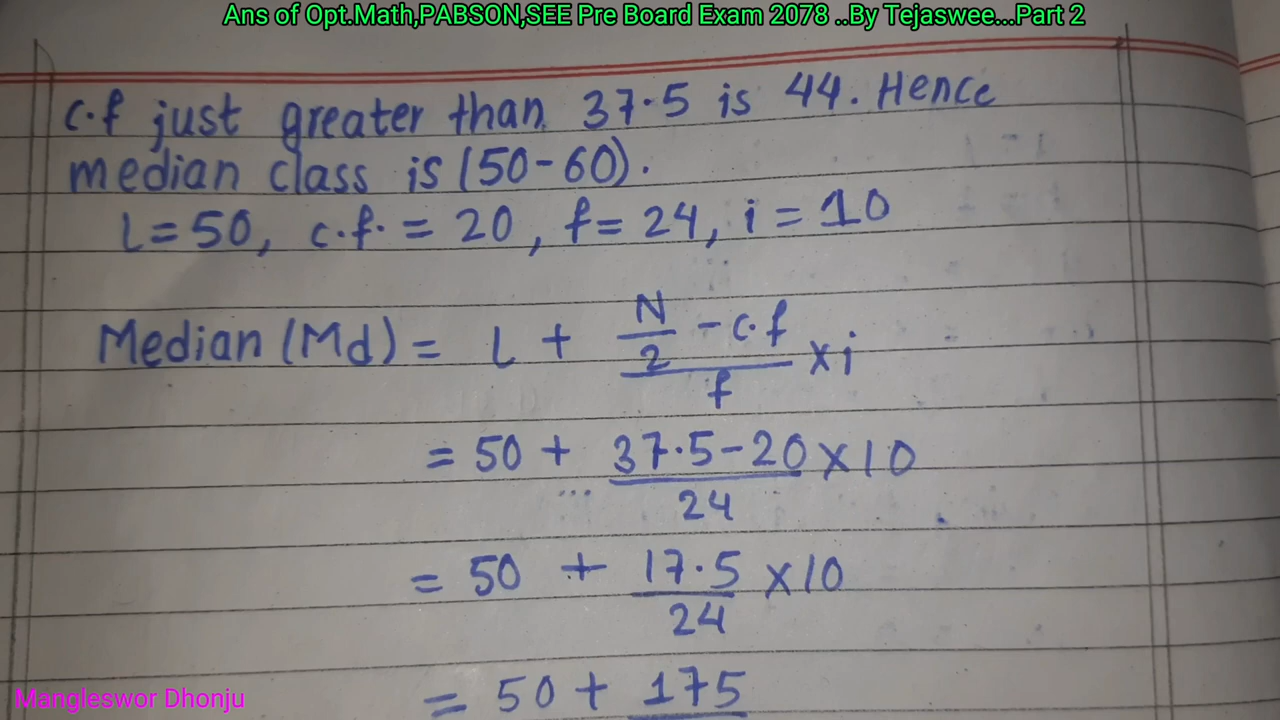 Ans of Opt.Math,PABSON,SEE Pre Board Exam 2078 ..By Tejaswee...Part 2
c.f just greater than 37.5 is 44. Hence
median class is (50-60).
L=50, c.f. = 20, f= 24, i = 10
Median (Md) = L + (N/2 - c.f)/f × i
= 50 + (37.5-20)/24 ×10
= 50 + 17.5/24 ×10
= 50 + 175
Mangleswor Dhonju